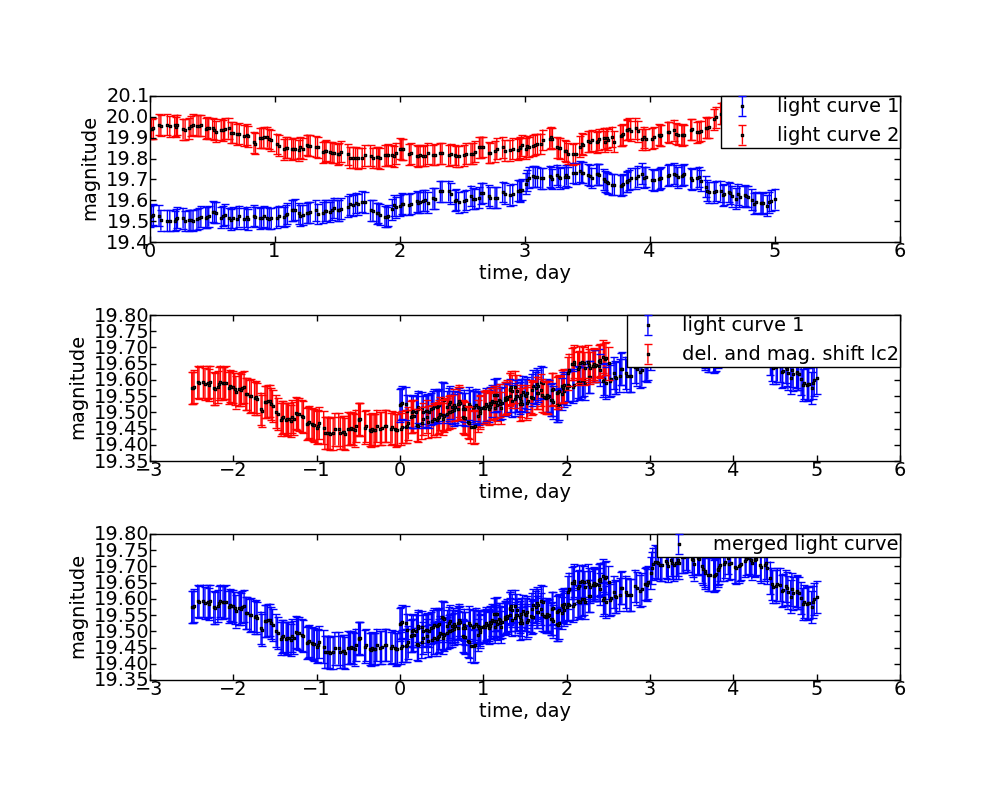 20.1
20.0
19.9
19.8
19.7
19.6
19.5
19.4
magnitude
light curve 1
light curve 2
0 1 2 3 4 5 6
time, day
19.80
19.75
19.70
19.65
19.60
19.55
19.50
19.45
19.40
19.35
magnitude
light curve 1
del. and mag. shift lc2
−3 −2 −1 0 1 2 3 4 5 6
time, day
19.80
19.75
19.70
19.65
19.60
19.55
19.50
19.45
19.40
19.35
magnitude
merged light curve
−3 −2 −1 0 1 2 3 4 5 6
time, day